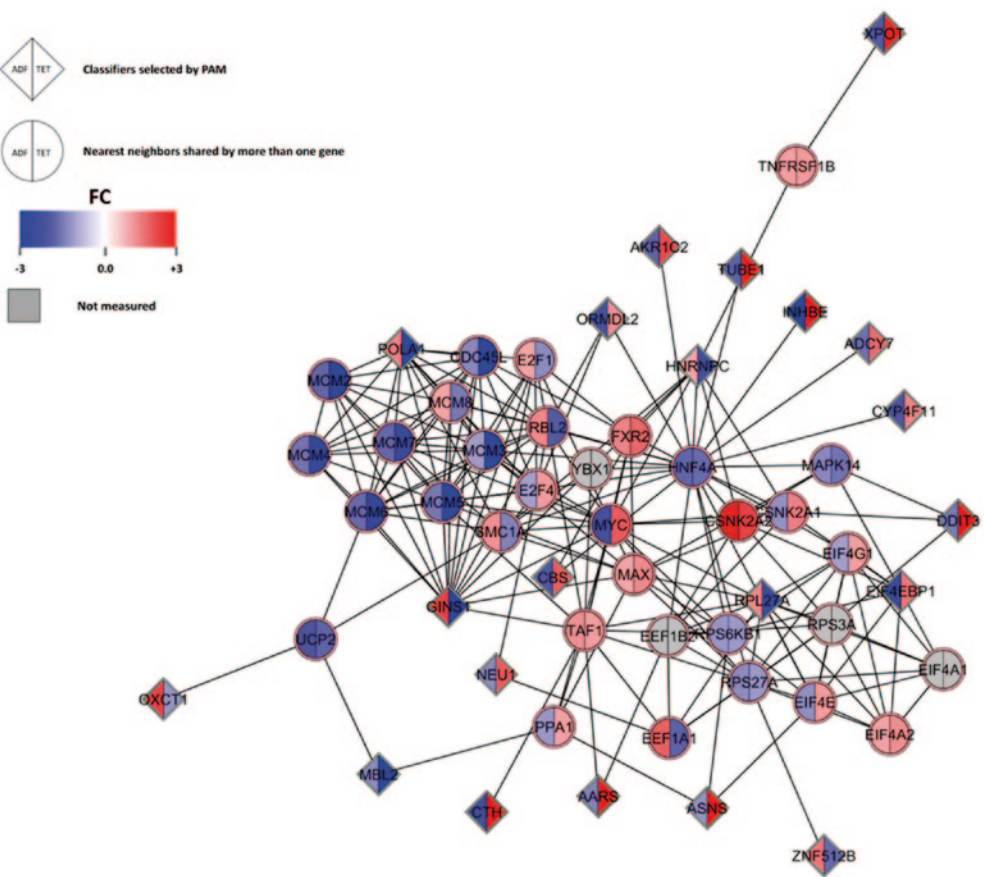 XPOT
ADF TET
Classifiers selected by PAM
ADF TET
Nearest neighbors shared by more than one gene
TNFRSF1B
FC
-3 0.0 +3
Not measured
AKR1C2
TUBE1
INHBE
ORMDL2
ADCY7
POLA1
CDC45L
E2F1
HNRNPC
MCM2
MCM8
CYP4F11
RBL2
FXR2
MCM7
MCM3
MCM4
YBX1
HNF4A
MAPK14
E2F4
MCM5
MCM6
SMC1A
MYC
CSNK2A2
CSNK2A1
DDIT3
EIF4G1
CBS
MAX
GINS1
RPL27A
EIF4EBP1
UCP2
TAF1
EEF1B2
RPS6KB1
RPS3A
EIF4A1
OXCT1
NEU1
RPS27A
EIF4E
PPA1
EEF1A1
EIF4A2
MBL2
CTH
AARS
ASNS
ZNF512B